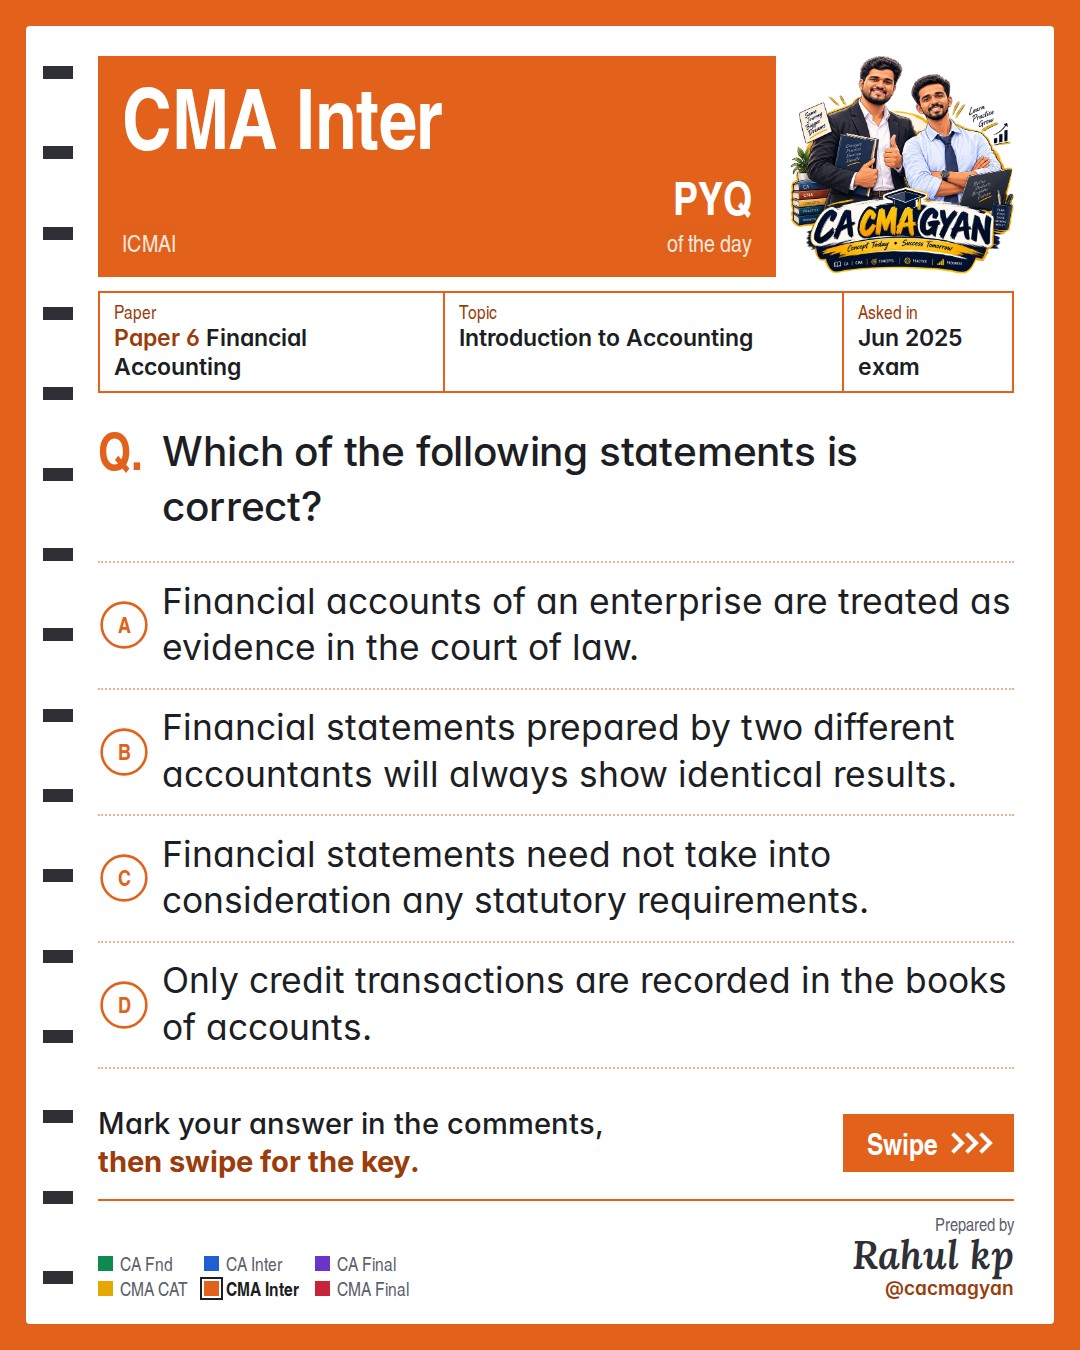 CMA Inter
PYQ
ICMAI
of the day
Learn
Practice
Grow
CA CMA GYAN
Concept Today • Success Tomorrow
Paper
Paper 6 Financial
Accounting
Topic
Introduction to Accounting
Asked in
Jun 2025
exam
Q. Which of the following statements is
correct?
A Financial accounts of an enterprise are treated as
evidence in the court of law.
B Financial statements prepared by two different
accountants will always show identical results.
C Financial statements need not take into
consideration any statutory requirements.
D Only credit transactions are recorded in the books
of accounts.
Mark your answer in the comments,
then swipe for the key.
Swipe
Prepared by
Rahul kp
@cacmagyan
CA Fnd CA Inter CA Final
CMA CAT CMA Inter CMA Final